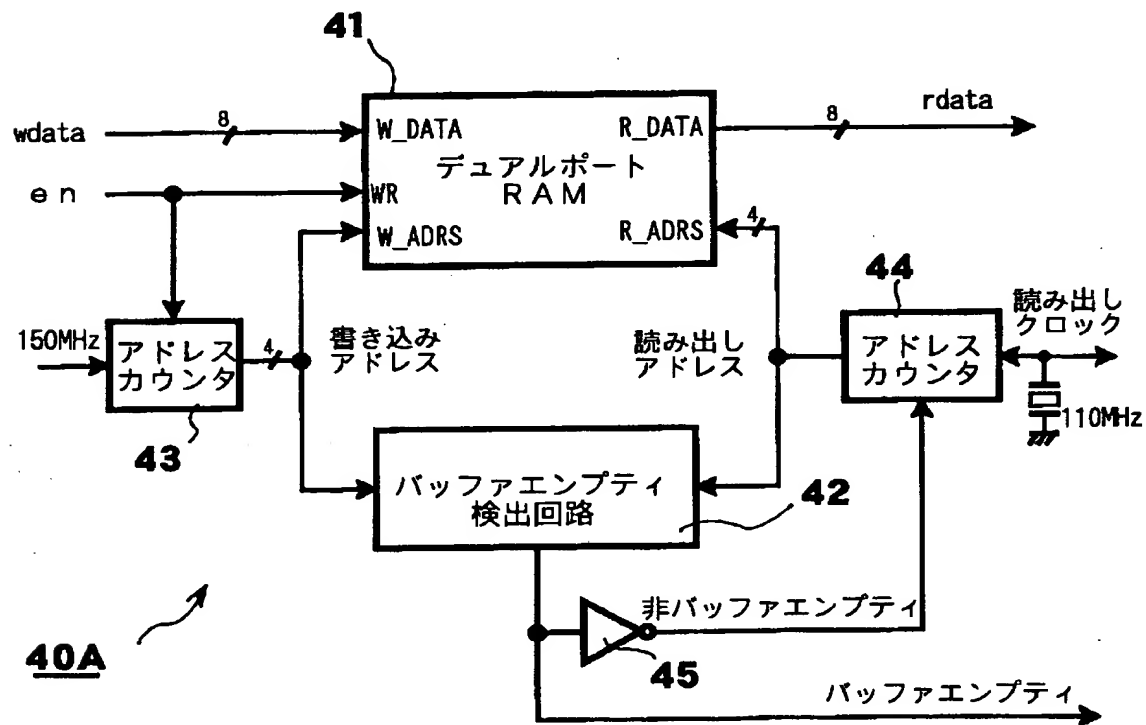 41
wdata
8
W_DATA
R_DATA
8
rdata
デュアルポート
RAM
en
WR
W_ADRS
R_ADRS
4
44
150MHz
アドレス
カウンタ
4
書き込み
アドレス
読み出し
アドレス
アドレス
カウンタ
読み出し
クロック
110MHz
43
バッファエンプティ
検出回路
42
非バッファエンプティ
45
40A
バッファエンプティ